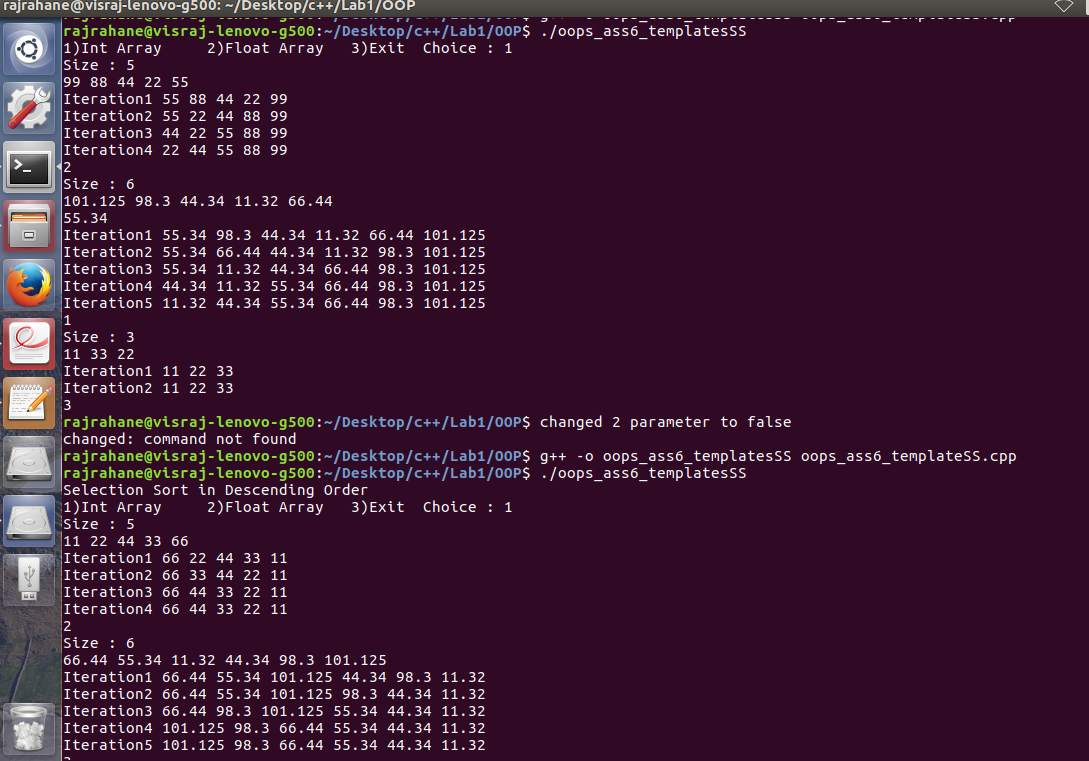 rajrahane@visraj-lenovo-g500: ~/Desktop/c++/Lab1/OOP
rajrahane@visraj-lenovo-g500:~/Desktop/c++/Lab1/OOP$ ./oops_ass6_templatesSS
1)Int Array     2)Float Array   3)Exit  Choice : 1
Size : 5
99 88 44 22 55
Iteration1 55 88 44 22 99
Iteration2 55 22 44 88 99
Iteration3 44 22 55 88 99
Iteration4 22 44 55 88 99
2
Size : 6
101.125 98.3 44.34 11.32 66.44
55.34
Iteration1 55.34 98.3 44.34 11.32 66.44 101.125
Iteration2 55.34 66.44 44.34 11.32 98.3 101.125
Iteration3 55.34 11.32 44.34 66.44 98.3 101.125
Iteration4 44.34 11.32 55.34 66.44 98.3 101.125
Iteration5 11.32 44.34 55.34 66.44 98.3 101.125
1
Size : 3
11 33 22
Iteration1 11 22 33
Iteration2 11 22 33
3
rajrahane@visraj-lenovo-g500:~/Desktop/c++/Lab1/OOP$ changed 2 parameter to false
changed: command not found
rajrahane@visraj-lenovo-g500:~/Desktop/c++/Lab1/OOP$ g++ -o oops_ass6_templatesSS oops_ass6_templateSS.cpp
rajrahane@visraj-lenovo-g500:~/Desktop/c++/Lab1/OOP$ ./oops_ass6_templatesSS
Selection Sort in Descending Order
1)Int Array     2)Float Array   3)Exit  Choice : 1
Size : 5
11 22 44 33 66
Iteration1 66 22 44 33 11
Iteration2 66 33 44 22 11
Iteration3 66 44 33 22 11
Iteration4 66 44 33 22 11
2
Size : 6
66.44 55.34 11.32 44.34 98.3 101.125
Iteration1 66.44 55.34 101.125 44.34 98.3 11.32
Iteration2 66.44 55.34 101.125 98.3 44.34 11.32
Iteration3 66.44 98.3 101.125 55.34 44.34 11.32
Iteration4 101.125 98.3 66.44 55.34 44.34 11.32
Iteration5 101.125 98.3 66.44 55.34 44.34 11.32